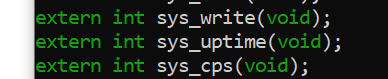 extern int sys_write(void);
extern int sys_uptime(void);
extern int sys_cps(void);